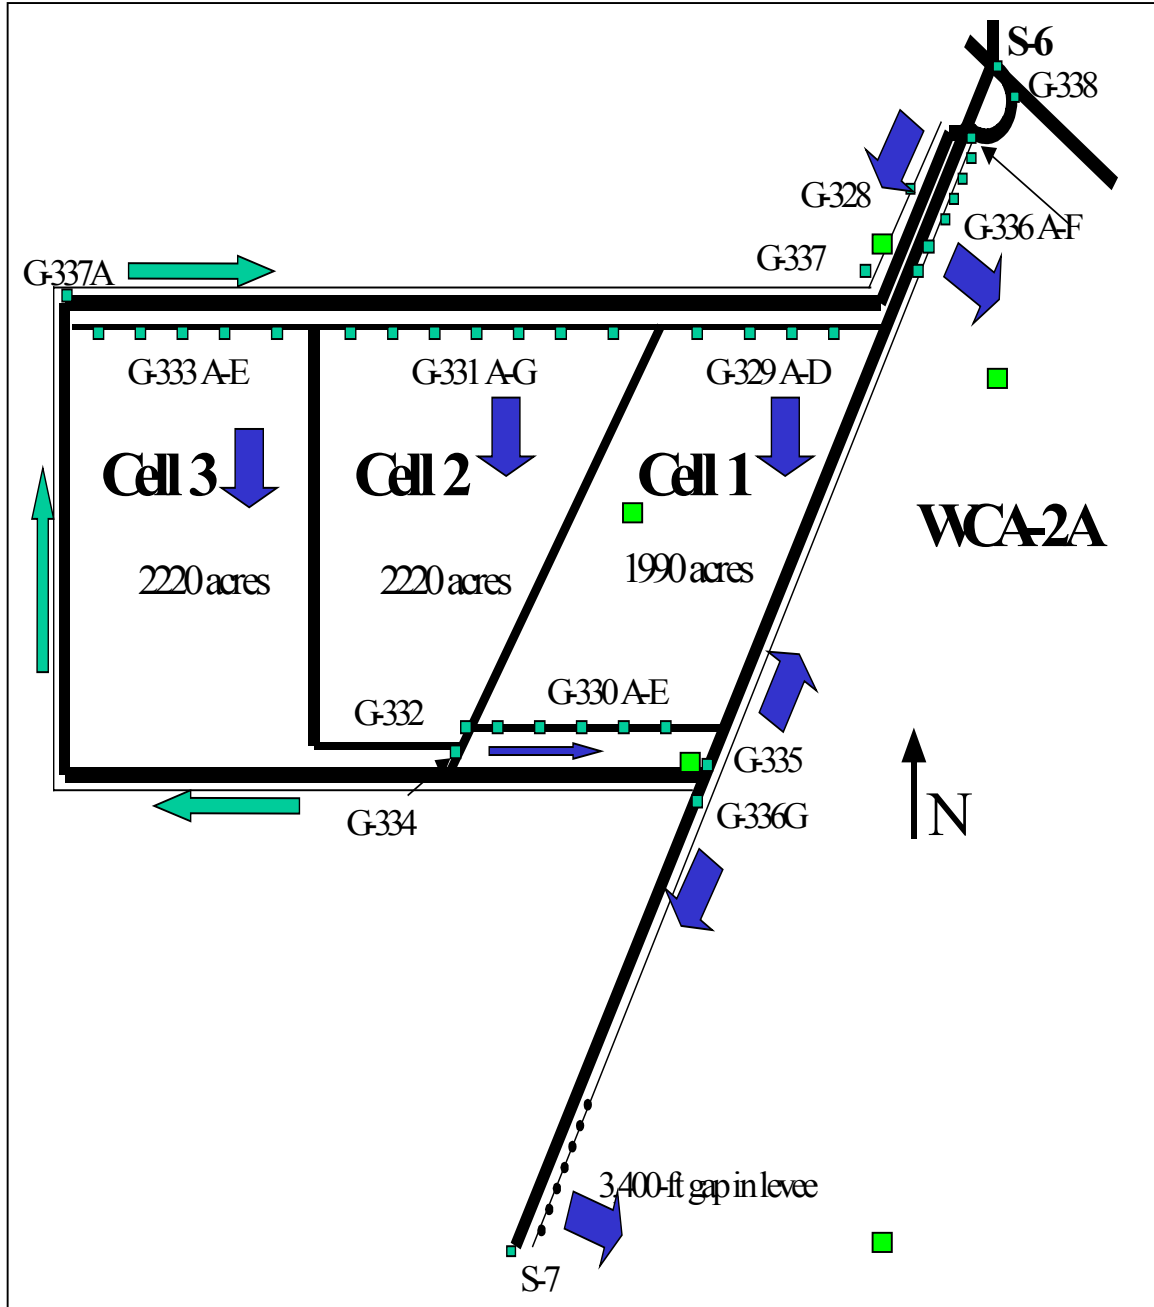 S-6
G-338
G-328
G-336 A-F
G-337
G-337A
G-333 A-E
G-331 A-G
G-329 A-D
Cell 3
Cell 2
Cell 1
WCA-2A
2220 acres
2220 acres
1990 acres
G-330 A-E
G-332
G-335
G-336G
G-334
N
3,400-ft gap in levee
S-7